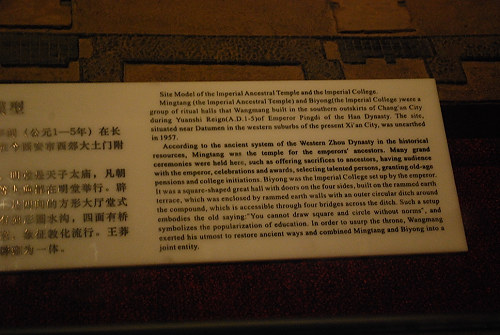 模型
（公元1—5年）在长
安西郊大土门附
是天子太庙，凡朝
在明堂举行。辟
的方形大厅堂式
水沟，四面有桥
教化流行。王莽
为一体。
Site Model of the Imperial Ancestral Temple and the Imperial College.
Mingtang (the Imperial Ancestral Temple) and Biyong(the Imperial College )were a
group of ritual halls that Wangmang built in the southern outskirts of Chang'an City
during Yuanshi Reign(A.D.1-5)of Emperor Pingdi of the Han Dynasty. The site,
situated near Datumen in the western suburbs of the present Xi'an City, was unearthed
in 1957.
According to the ancient system of the Western Zhou Dynasty in the historical
resources, Mingtang was the temple for the emperors' ancestors. Many grand
ceremonies were held here, such as offering sacrifices to ancestors, having audience
with the emperor, celebrations and awards, selecting talented persons, granting old-age
pensions and college initiations. Biyong was the Imperial College set up by the emperor.
It was a square-shaped great hall with doors on the four sides, built on the rammed earth
terrace, which was enclosed by rammed earth walls with an outer circular ditch around
the compound, which is accessible through four bridges across the ditch. Such a setup
embodies the old saying:"You cannot draw square and circle without norms", and
symbolizes the popularization of education. In order to usurp the throne, Wangmang
exerted his utmost to restore ancient ways and combined Mingtang and Biyong into a
joint entity.